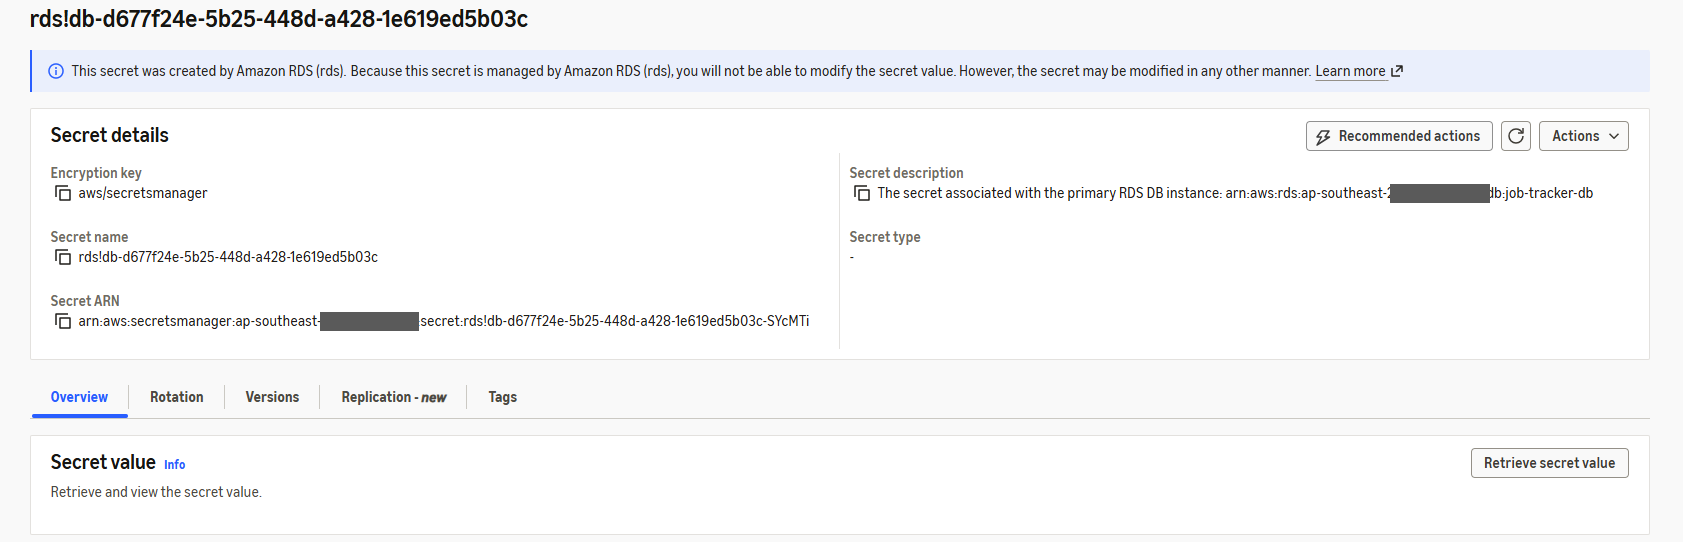 rds!db-d677f24e-5b25-448d-a428-1e619ed5b03c
This secret was created by Amazon RDS (rds). Because this secret is managed by Amazon RDS (rds), you will not be able to modify the secret value. However, the secret may be modified in any other manner. Learn more
Secret details
Recommended actions
Actions
Encryption key
aws/secretsmanager
Secret description
The secret associated with the primary RDS DB instance: arn:aws:rds:ap-southeast-2 db:job-tracker-db
Secret name
rds!db-d677f24e-5b25-448d-a428-1e619ed5b03c
Secret type
-
Secret ARN
arn:aws:secretsmanager:ap-southeast- :secret:rds!db-d677f24e-5b25-448d-a428-1e619ed5b03c-SYcMTi
Overview
Rotation
Versions
Replication - new
Tags
Secret value Info
Retrieve secret value
Retrieve and view the secret value.